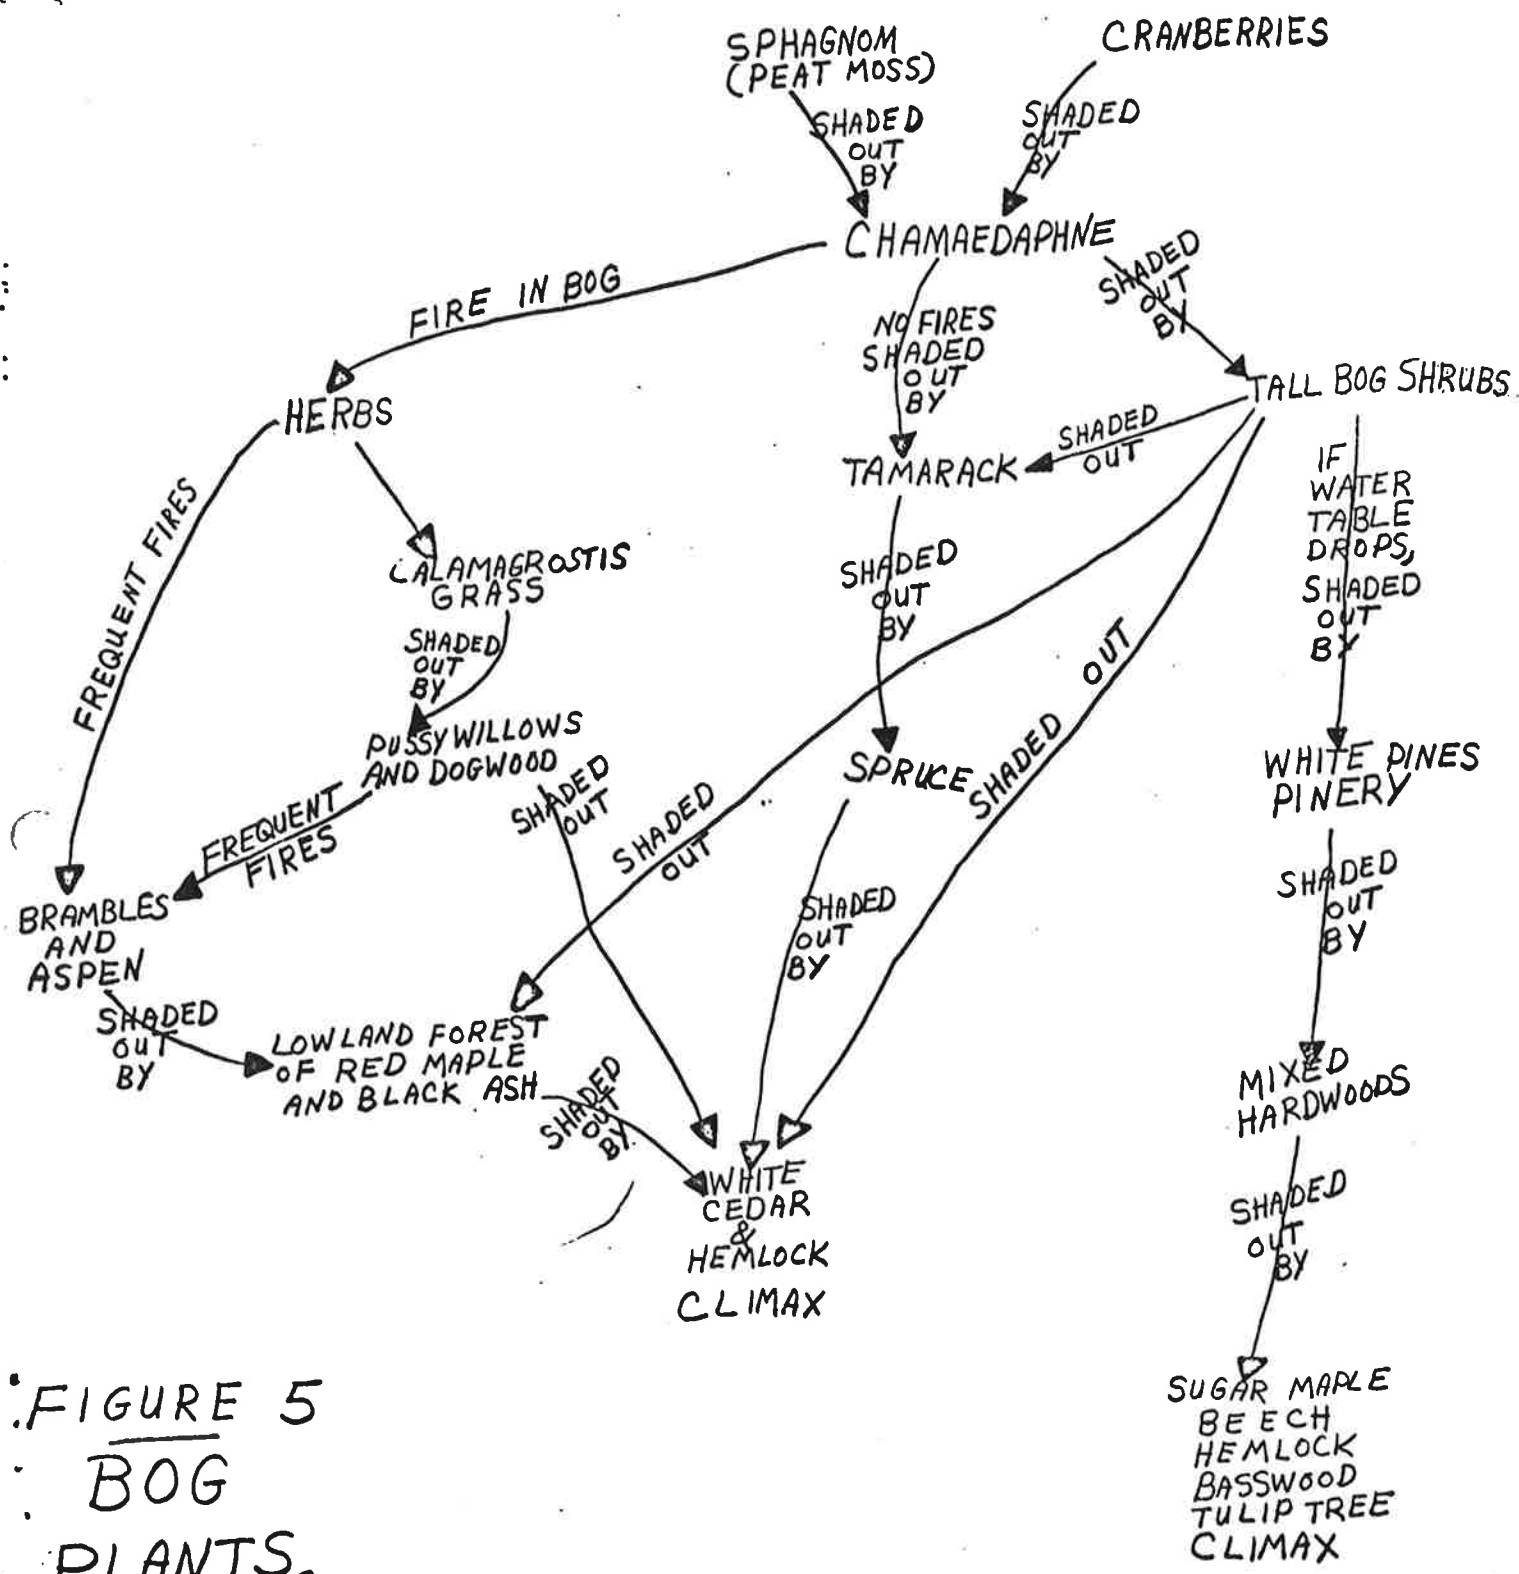 SPHAGNOM
(PEAT MOSS)
CRANBERRIES
SHADED
OUT
BY
SHADED
OUT
BY
CHAMAEDAPHNE
FIRE IN BOG
NO FIRES
SHADED
OUT
BY
SHADED
OUT
BY
HERBS
TALL BOG SHRUBS
TAMARACK
SHADED
OUT
FREQUENT FIRES
CALAMAGROSTIS
GRASS
SHADED
OUT
BY
IF
WATER
TABLE
DROPS,
SHADED
OUT
BY
SHADED
OUT
BY
PUSSYWILLOWS
AND DOGWOOD
SPRUCE
SHADED OUT
WHITE PINES
PINERY
FREQUENT
FIRES
SHADED
OUT
SHADED
OUT
SHADED
OUT
BY
SHADED
OUT
BY
BRAMBLES
AND
ASPEN
SHADED
OUT
BY
LOWLAND FOREST
OF RED MAPLE
AND BLACK ASH
SHADED
OUT
BY
MIXED
HARDWOODS
WHITE
CEDAR
&
HEMLOCK
CLIMAX
SHADED
OUT
BY
SUGAR MAPLE
BEECH
HEMLOCK
BASSWOOD
TULIP TREE
CLIMAX
FIGURE 5
BOG
PLANTS.